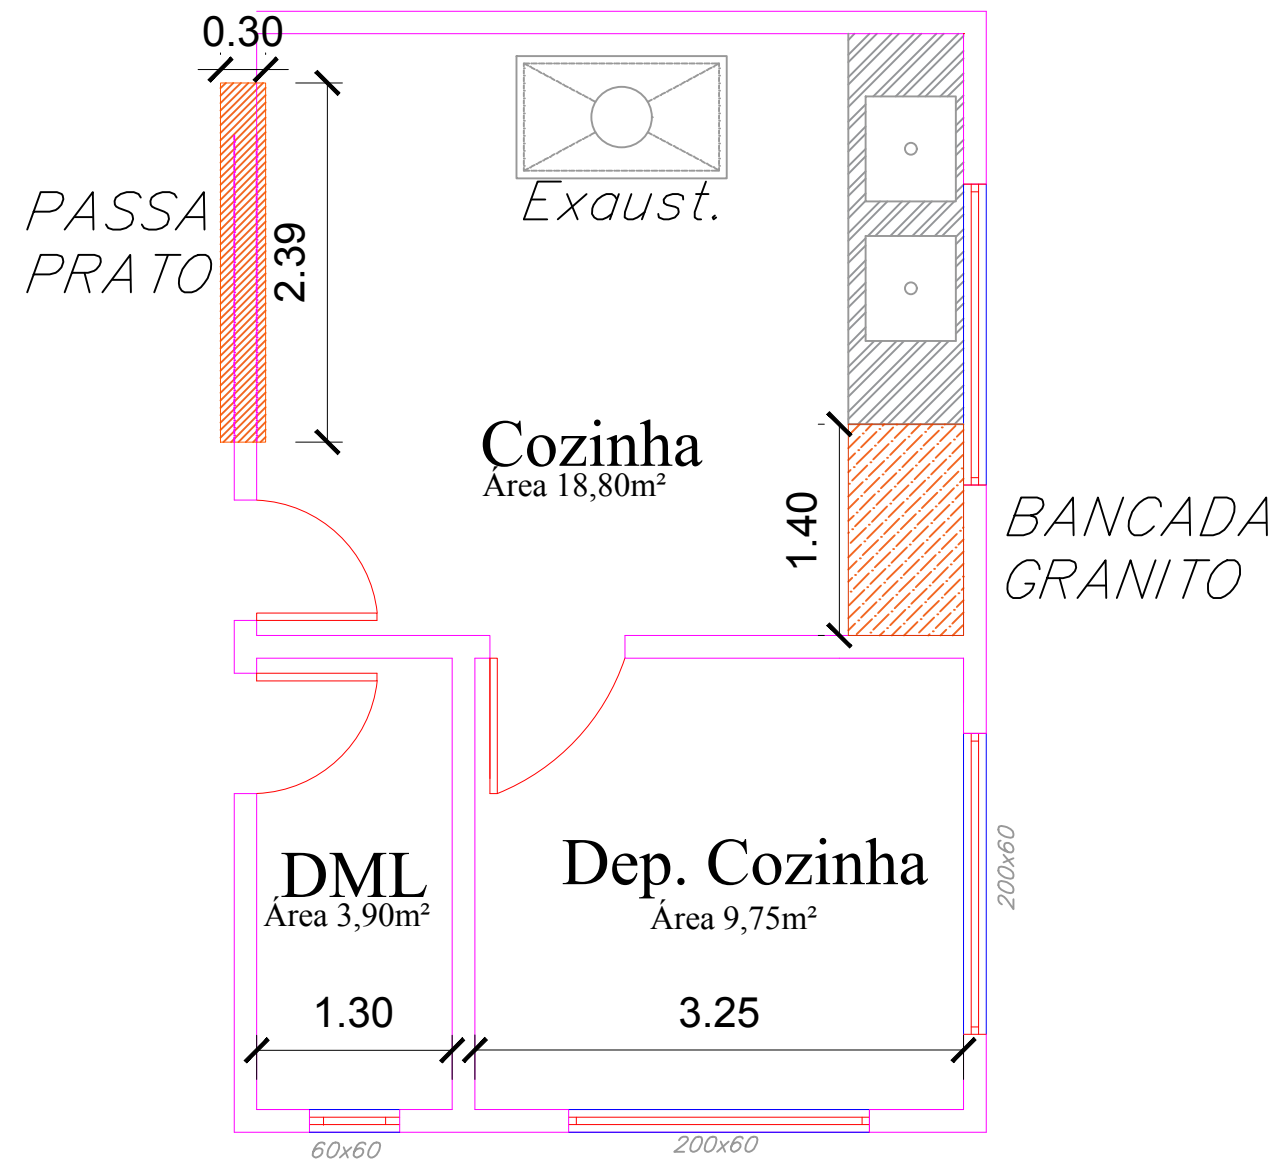 0.30
PASSA
PRATO
2.39
Exaust.
Cozinha
Área 18,80m²
1.40
BANCADA
GRANITO
DML
Área 3,90m²
Dep. Cozinha
Área 9,75m²
200x60
1.30
3.25
60x60
200x60